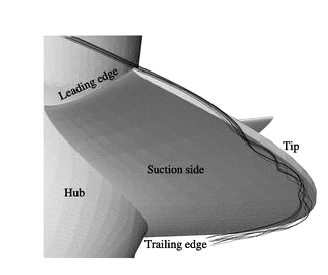 Leading edge
Tip
Suction side
Hub
Trailing edge